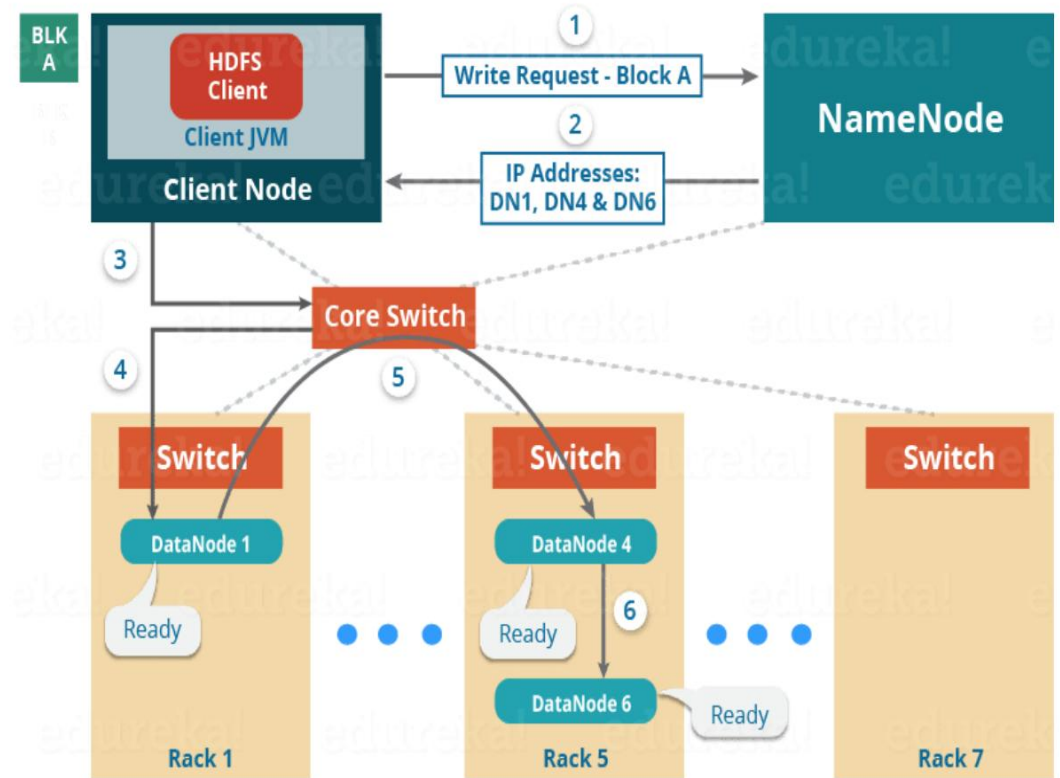 BLK
A
HDFS
Client
Client JVM
Client Node
1
Write Request - Block A
2
IP Addresses:
DN1, DN4 & DN6
NameNode
3
Core Switch
4
5
Switch
Switch
Switch
DataNode 1
DataNode 4
Ready
Ready
6
DataNode 6
Ready
Rack 1
Rack 5
Rack 7
edureka!